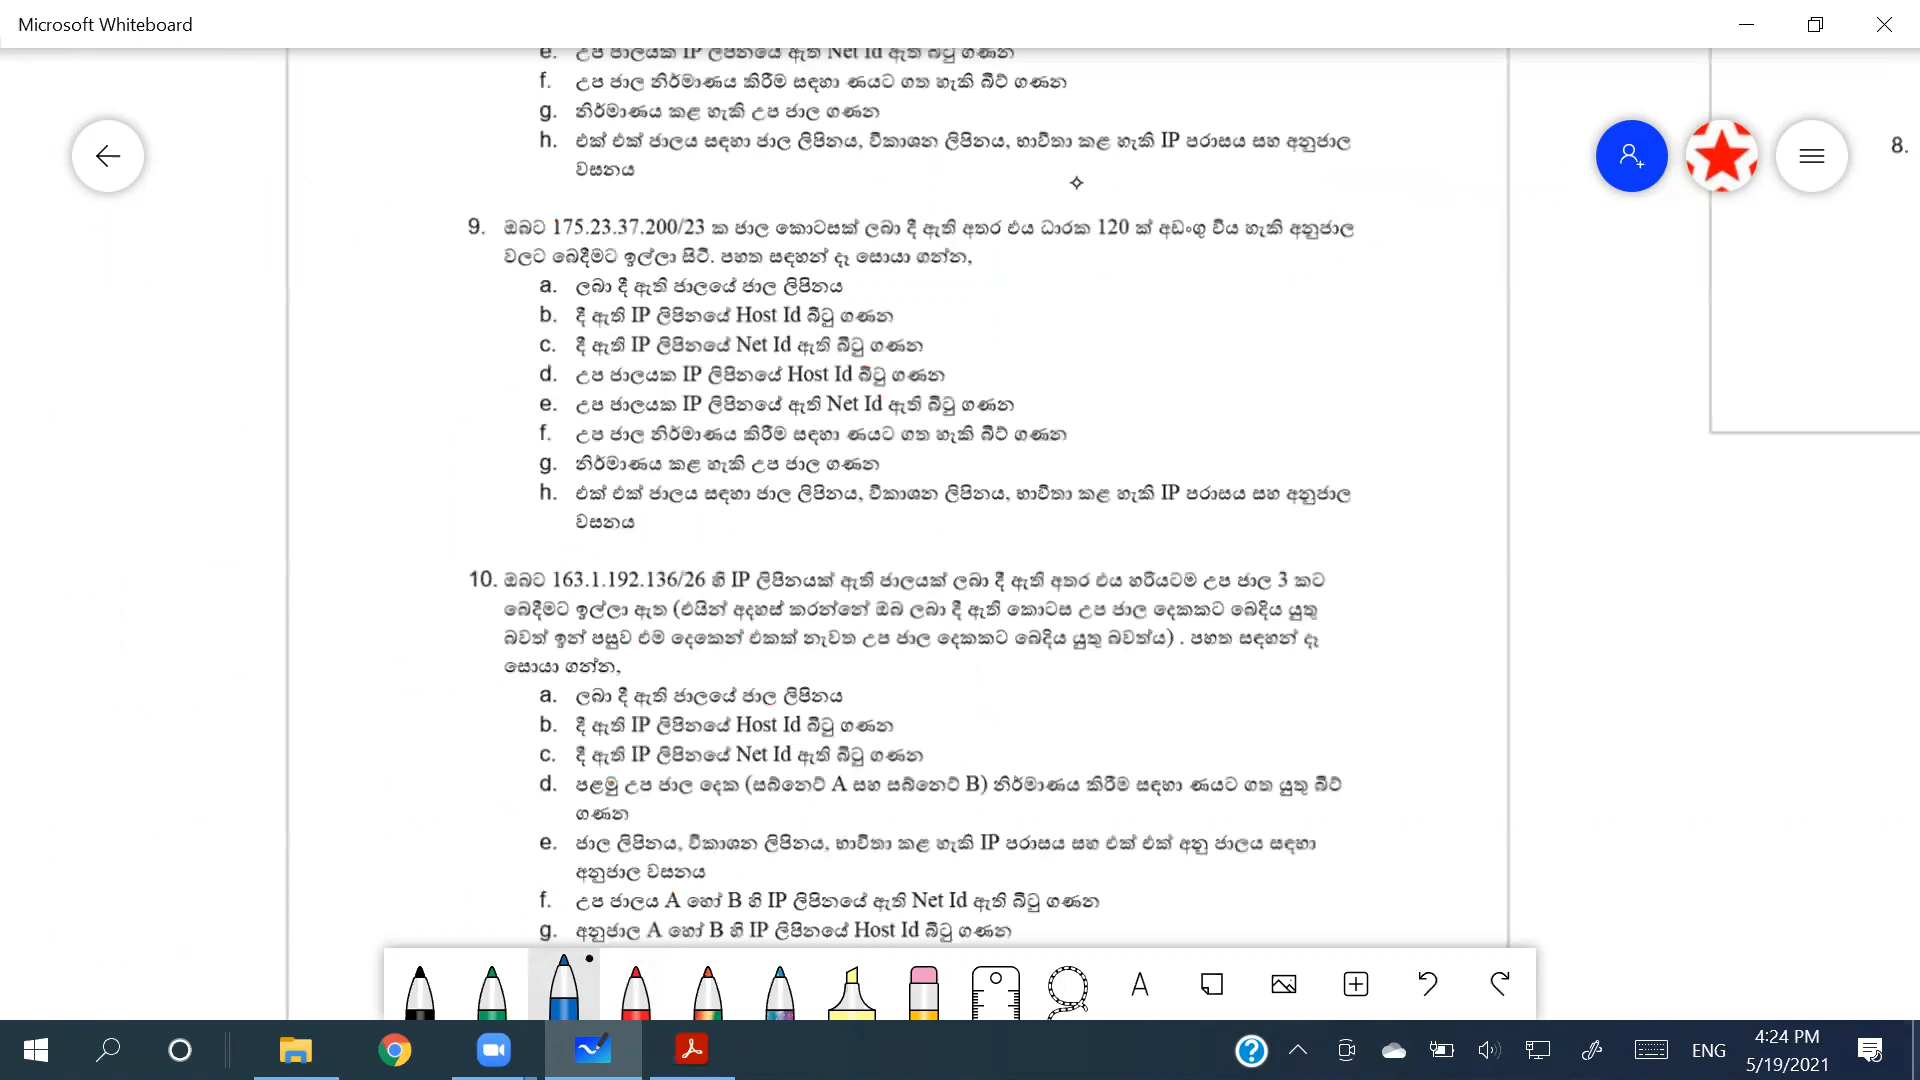 Microsoft Whiteboard
e. උප ජාලයක IP ලිපිනයේ ඇති Net Id ඇති බිටු ගණන
f. උප ජාල නිර්මාණය කිරීම සඳහා ණයට ගත හැකි බිට් ගණන
g. නිර්මාණය කළ හැකි උප ජාල ගණන
h. එක් එක් ජාලය සඳහා ජාල ලිපිනය, විකාශන ලිපිනය, භාවිතා කළ හැකි IP පරාසය සහ අනුජාල
වසනය
8.
9. ඔබට 175.23.37.200/23 ක ජාල කොටසක් ලබා දී ඇති අතර එය ධාරක 120 ක් අඩංගු විය හැකි අනුජාල
වලට බෙදීමට ඉල්ලා සිටී. පහත සඳහන් දෑ සොයා ගන්න,
a. ලබා දී ඇති ජාලයේ ජාල ලිපිනය
b. දී ඇති IP ලිපිනයේ Host Id බිටු ගණන
c. දී ඇති IP ලිපිනයේ Net Id ඇති බිටු ගණන
d. උප ජාලයක IP ලිපිනයේ Host Id බිටු ගණන
e. උප ජාලයක IP ලිපිනයේ ඇති Net Id ඇති බිටු ගණන
f. උප ජාල නිර්මාණය කිරීම සඳහා ණයට ගත හැකි බිට් ගණන
g. නිර්මාණය කළ හැකි උප ජාල ගණන
h. එක් එක් ජාලය සඳහා ජාල ලිපිනය, විකාශන ලිපිනය, භාවිතා කළ හැකි IP පරාසය සහ අනුජාල
වසනය
10. ඔබට 163.1.192.136/26 හි IP ලිපිනයක් ඇති ජාලයක් ලබා දී ඇති අතර එය හරියටම උප ජාල 3 කට
බෙදීමට ඉල්ලා ඇත (එයින් අදහස් කරන්නේ ඔබ ලබා දී ඇති කොටස උප ජාල දෙකකට බෙදිය යුතු
බවත් ඉන් පසුව එම දෙකෙන් එකක් නැවත උප ජාල දෙකකට බෙදිය යුතු බවත්ය) . පහත සඳහන් දෑ
සොයා ගන්න,
a. ලබා දී ඇති ජාලයේ ජාල ලිපිනය
b. දී ඇති IP ලිපිනයේ Host Id බිටු ගණන
c. දී ඇති IP ලිපිනයේ Net Id ඇති බිටු ගණන
d. පළමු උප ජාල දෙක (සබ්නෙට් A සහ සබ්නෙට් B) නිර්මාණය කිරීම සඳහා ණයට ගත යුතු බිට්
ගණන
e. ජාල ලිපිනය, විකාශන ලිපිනය, භාවිතා කළ හැකි IP පරාසය සහ එක් එක් අනු ජාලය සඳහා
අනුජාල වසනය
f. උප ජාලය A හෝ B හි IP ලිපිනයේ ඇති Net Id ඇති බිටු ගණන
g. අනුජාල A හෝ B හි IP ලිපිනයේ Host Id බිටු ගණන
ENG
4:24 PM
5/19/2021